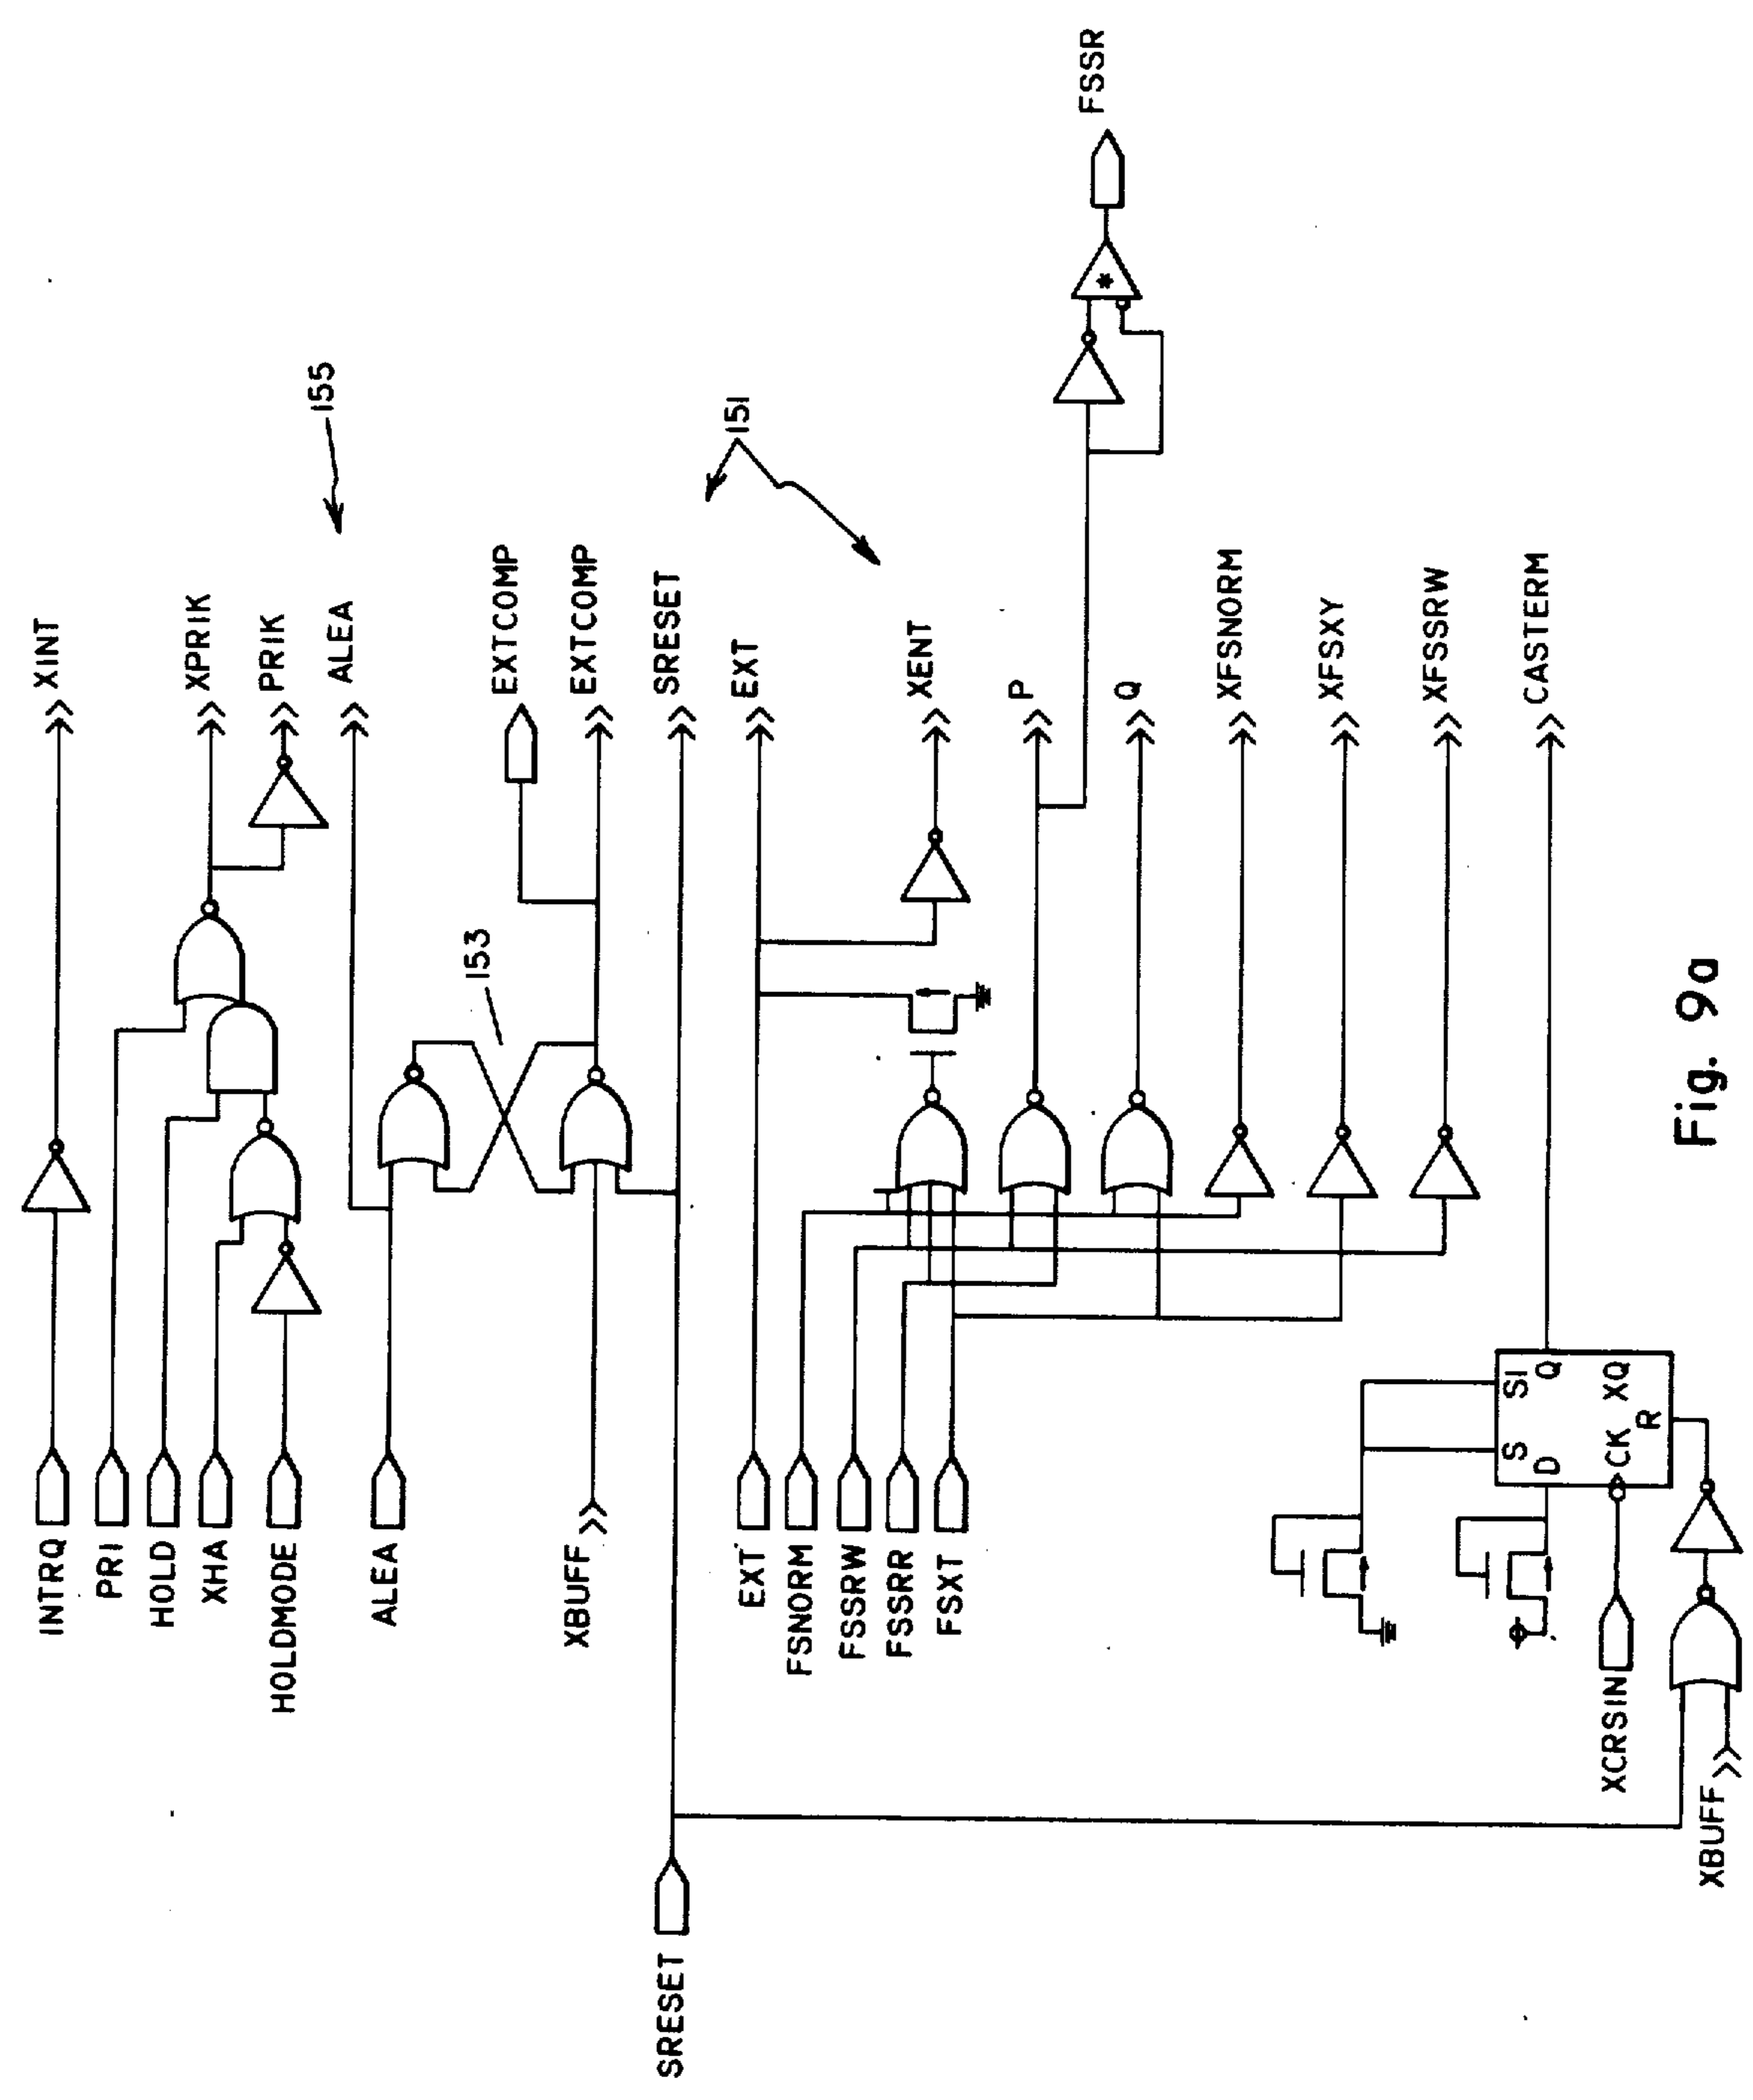 INTRQ
XINT
PRI
HOLD
XHA
HOLDMODE
XPRIK
PRIK
155
ALEA
ALEA
153
XBUFF
EXTCOMP
EXTCOMP
SRESET
SRESET
151
EXT
EXT
FSNORM
FSSRW
FSSRR
FSXT
XENT
P
Q
FSSR
*
XFSNORM
XFSXY
XFSSRW
CASTERM
S
SI
D
Q
CK
XQ
R
XCRSIN
XBUFF
Fig. 9a